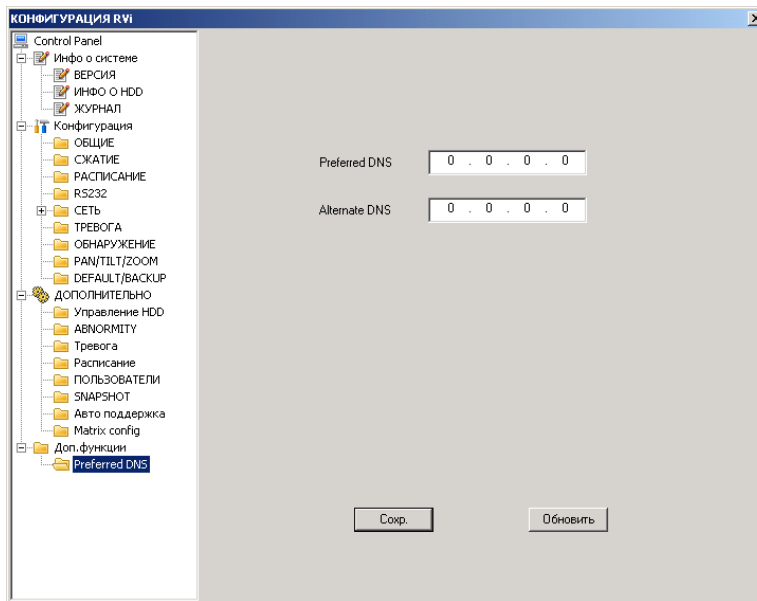 КОНФИГУРАЦИЯ RVi
Control Panel
Инфо о системе
ВЕРСИЯ
ИНФО О HDD
ЖУРНАЛ
Конфигурация
ОБЩИЕ
СЖАТИЕ
РАСПИСАНИЕ
RS232
СЕТЬ
ТРЕВОГА
ОБНАРУЖЕНИЕ
PAN/TILT/ZOOM
DEFAULT/BACKUP
ДОПОЛНИТЕЛЬНО
Управление HDD
ABNORMITY
Тревога
Расписание
ПОЛЬЗОВАТЕЛИ
SNAPSHOT
Авто поддержка
Matrix config
Доп.функции
Preferred DNS
Preferred DNS 0 . 0 . 0 . 0
Alternate DNS 0 . 0 . 0 . 0
Сохр. Обновить